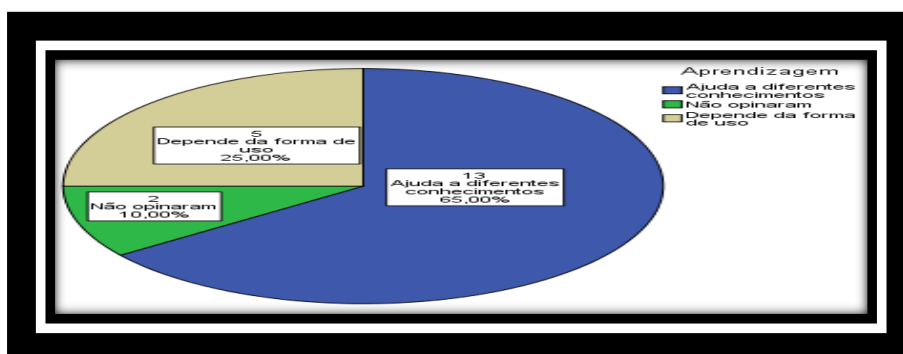 Aprendizagem
Ajuda a diferentes
conhecimentos
Não opinaram
Depende da forma
de uso
5
Depende da forma de
uso
25,00%
13
Ajuda a diferentes
conhecimentos
65,00%
2
Não opinaram
10,00%